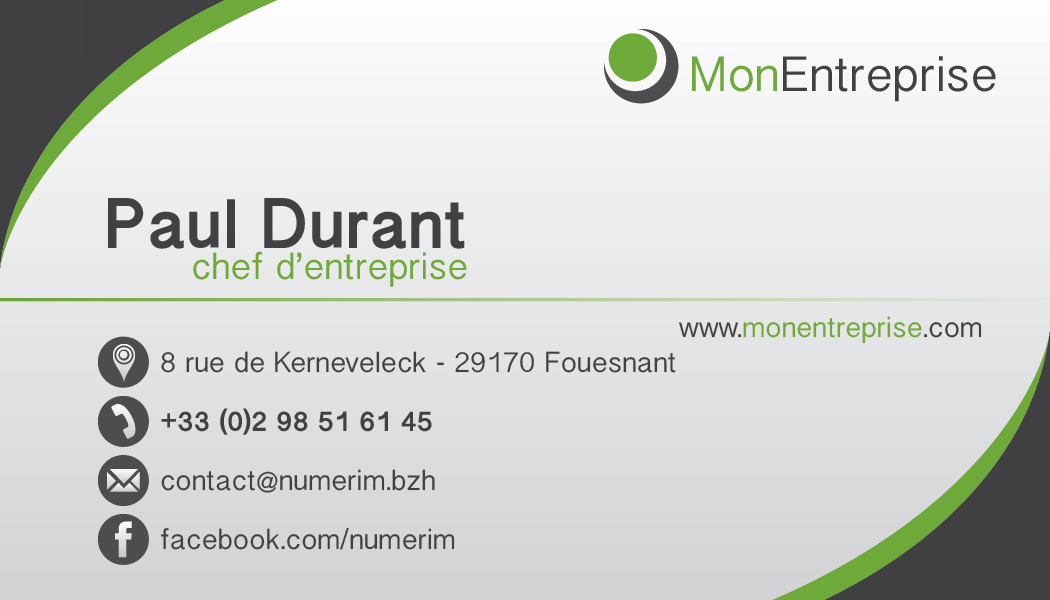 MonEntreprise
Paul Durant
chef d'entreprise
www.monentreprise.com
8 rue de Kerneveleck - 29170 Fouesnant
+33 (0)2 98 51 61 45
contact@numerim.bzh
facebook.com/numerim